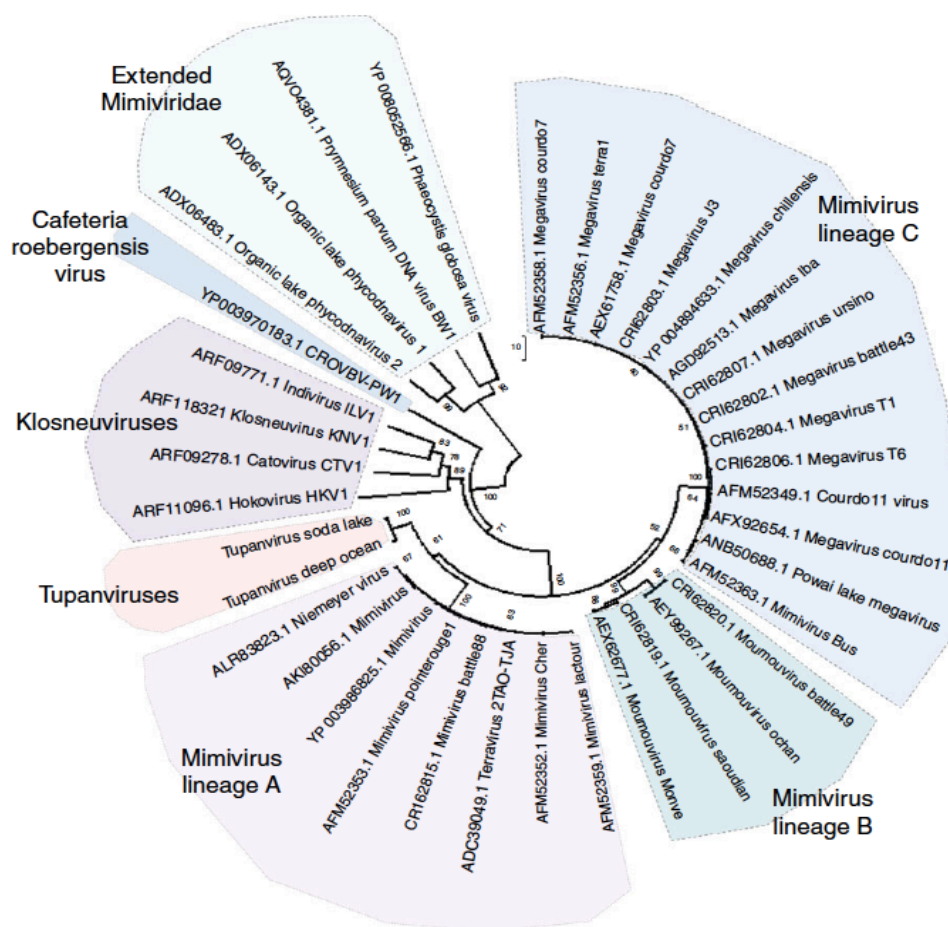 Extended
Mimiviridae
YP 008052566.1 Phaeocystis globosa virus
AQVO4381.1 Prymnesium parvum DNA virus BW1
ADX06143.1 Organic lake phycodnavirus 1
ADX06483.1 Organic lake phycodnavirus 2
Cafeteria
roebergensis
virus
YP003970183.1 CROVBV-PW1
Klosneuviruses
ARF09771.1 Indivirus ILV1
ARF118321 Klosneuvirus KNV1
ARF09278.1 Catovirus CTV1
ARF11096.1 Hokovirus HKV1
Tupanviruses
Tupanvirus soda lake
Tupanvirus deep ocean
Mimivirus
lineage A
ALR83823.1 Niemeyer virus
AKI80056.1 Mimivirus
YP 003986825.1 Mimivirus
AFM52353.1 Mimivirus pointerouge1
CR162815.1 Mimivirus battle88
ADC39049.1 Terravirus 2TAO-TJA
AFM52352.1 Mimivirus Cher
AFM52359.1 Mimivirus lactour
Mimivirus
lineage B
AEX62677.1 Moumouvirus Monve
CRI62819.1 Moumouvirus saoudian
AEY99267.1 Moumouvirus ochan
CRI62820.1 Moumouvirus battle49
Mimivirus
lineage C
AFM52358.1 Megavirus courdo7
AFM52356.1 Megavirus terra1
AEX61758.1 Megavirus courdo7
CRI62803.1 Megavirus J3
YP 004894633.1 Megavirus chillensis
AGD92513.1 Megavirus lba
CRI62807.1 Megavirus ursino
CRI62802.1 Megavirus battle43
CRI62804.1 Megavirus T1
CRI62806.1 Megavirus T6
AFM52349.1 Courdo11 virus
AFX92654.1 Megavirus courdo11
ANB50688.1 Powai lake megavirus
AFM52363.1 Mimivirus Bus
10
99
83
78
89
100
71
100
100
67
61
100
63
99
51
100
64
66
99